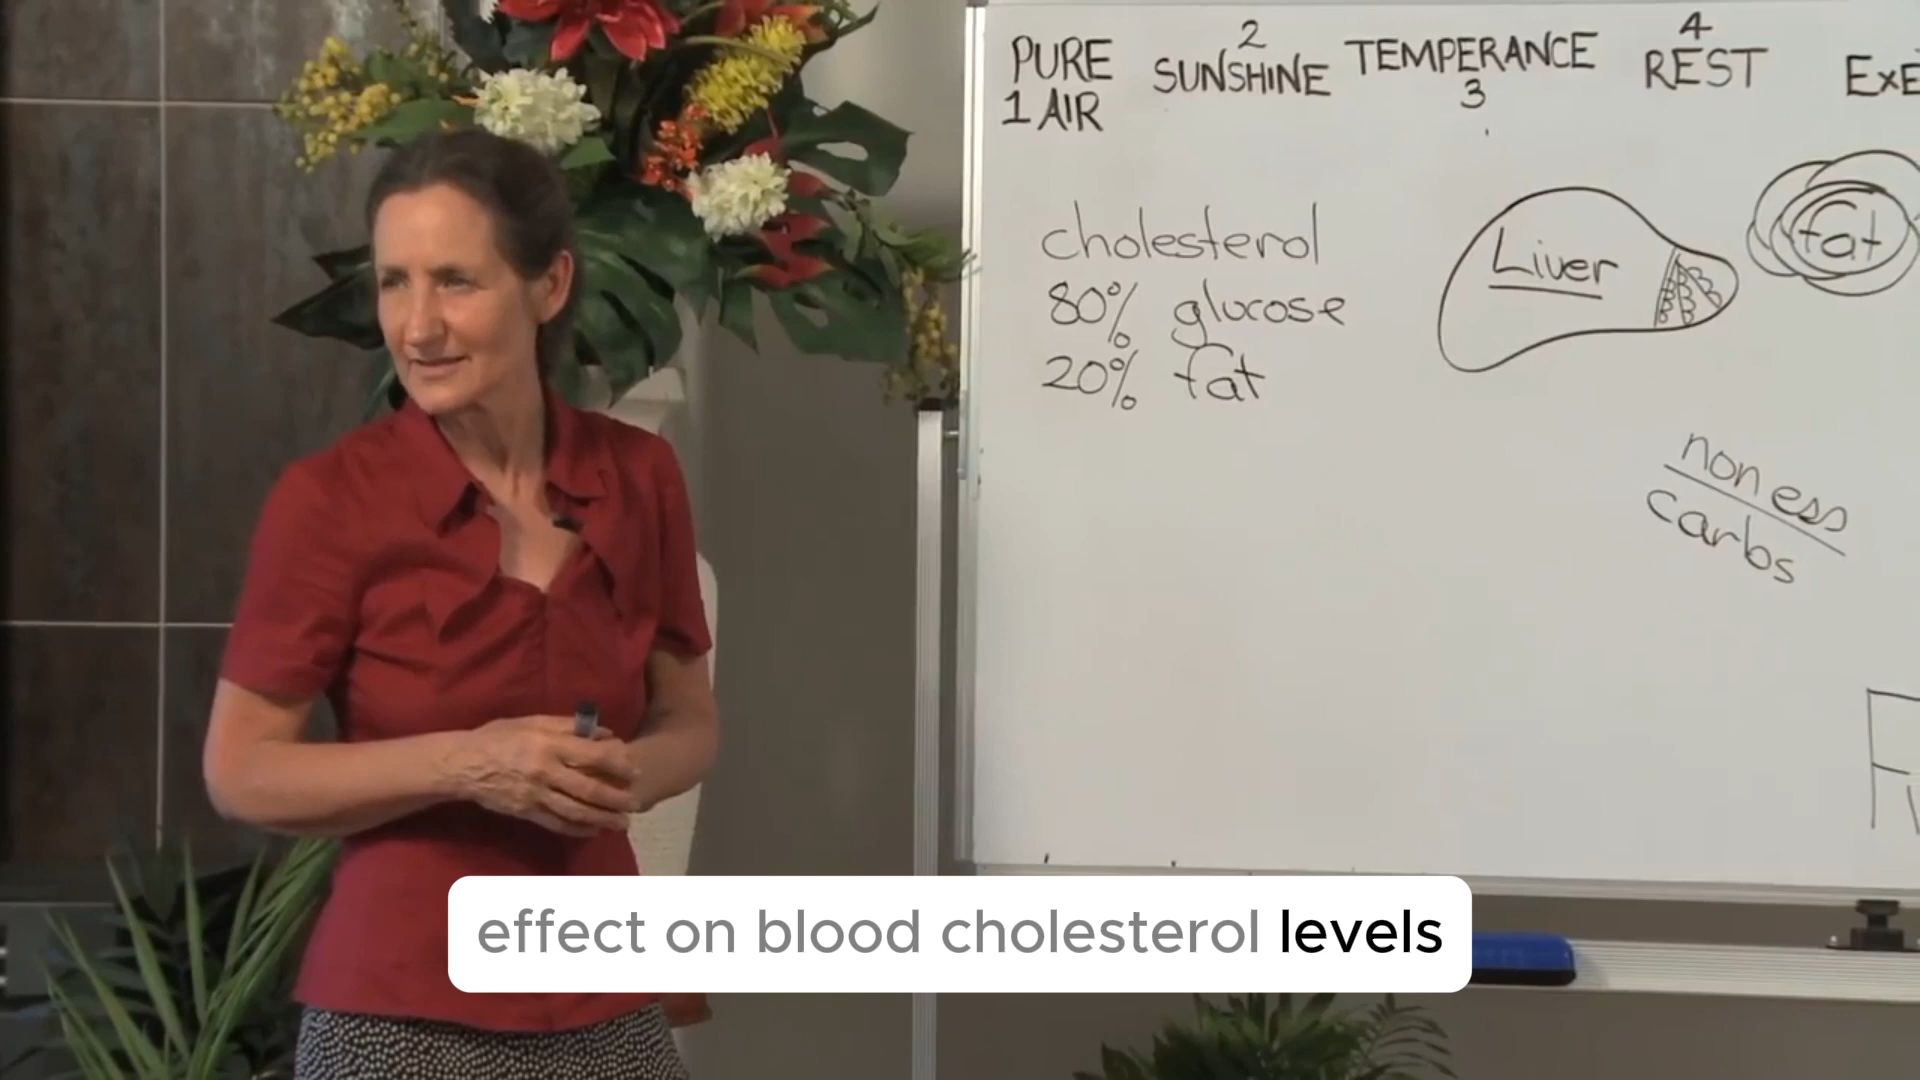 PURE
1 AIR
2
SUNSHINE
TEMPERANCE
3
4
REST
ExE
cholesterol
80% glucose
20% fat
Liver
fat
non ess
carbs
effect on blood cholesterol levels